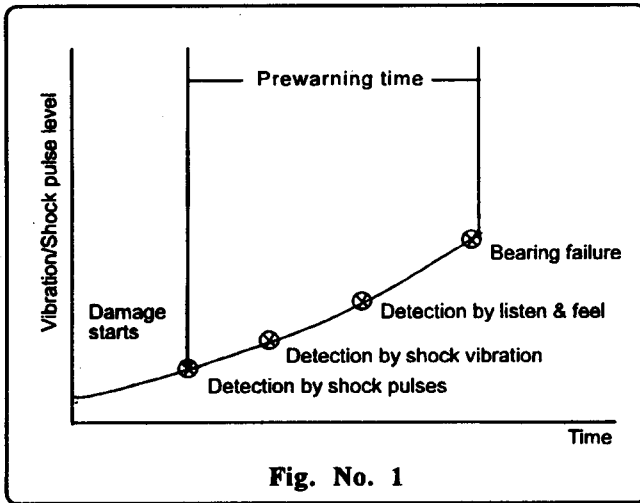 Prewarning time
Vibration/Shock pulse level
Bearing failure
Damage
starts
Detection by listen & feel
Detection by shock vibration
Detection by shock pulses
Time
Fig. No. 1